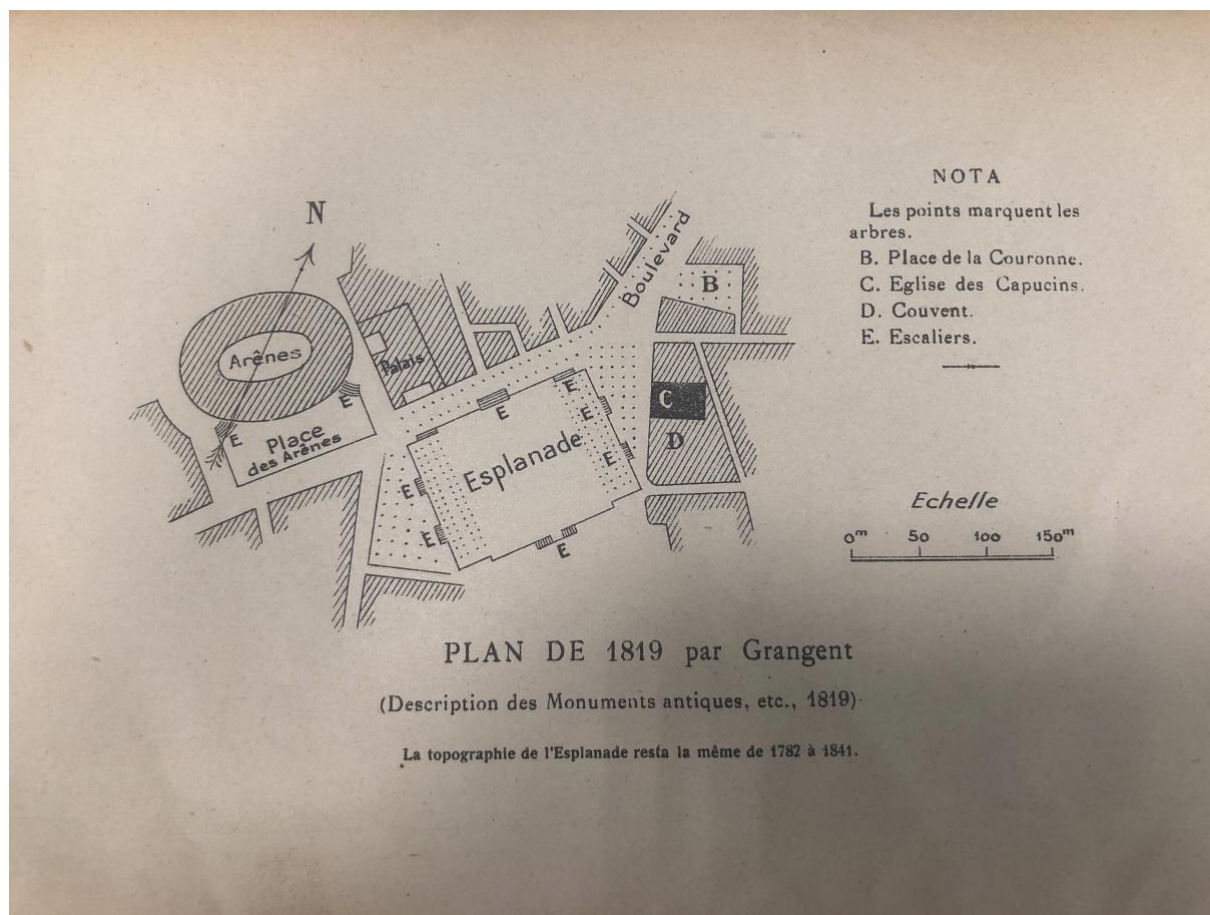 N
Boulevard
B
Arênes
Palais
E
E
E
E
C
Place
des Arênes
E
Esplanade
E
D
E
E
E
NOTA
Les points marquent les
arbres.
B. Place de la Couronne.
C. Eglise des Capucins.
D. Couvent.
E. Escaliers.
Echelle
0m 50 100 150m
PLAN DE 1819 par Grangent
(Description des Monuments antiques, etc., 1819)
La topographie de l'Esplanade resta la même de 1782 à 1841.